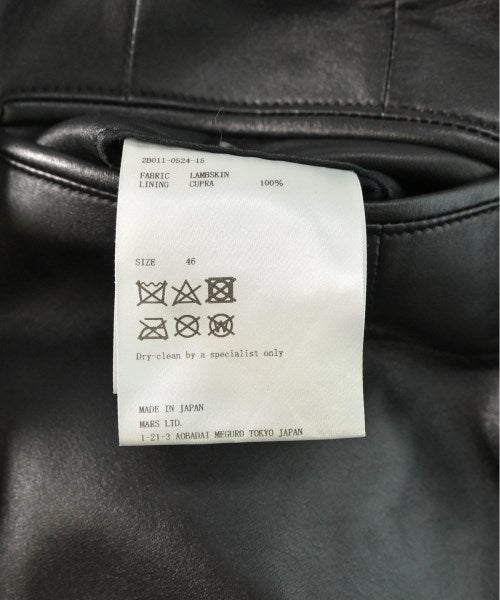 2B011-0524-15
FABRIC LAMBSKIN
LINING CUPRA 100%
SIZE 46
W
Dry-clean by a specialist only
MADE IN JAPAN
MARS LTD.
1-21-3 AOBADAI MEGURO TOKYO JAPAN